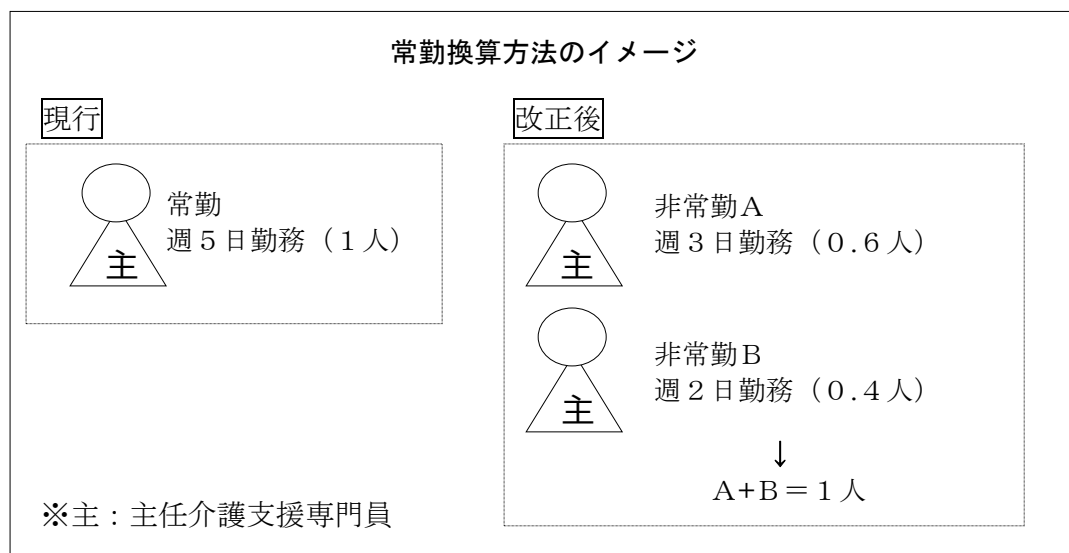 常勤換算方法のイメージ
現行
常勤
週５日勤務（１人）
主
改正後
非常勤Ａ
週３日勤務（０.６人）
主
非常勤Ｂ
週２日勤務（０.４人）
主
↓
Ａ+Ｂ＝１人
※主：主任介護支援専門員